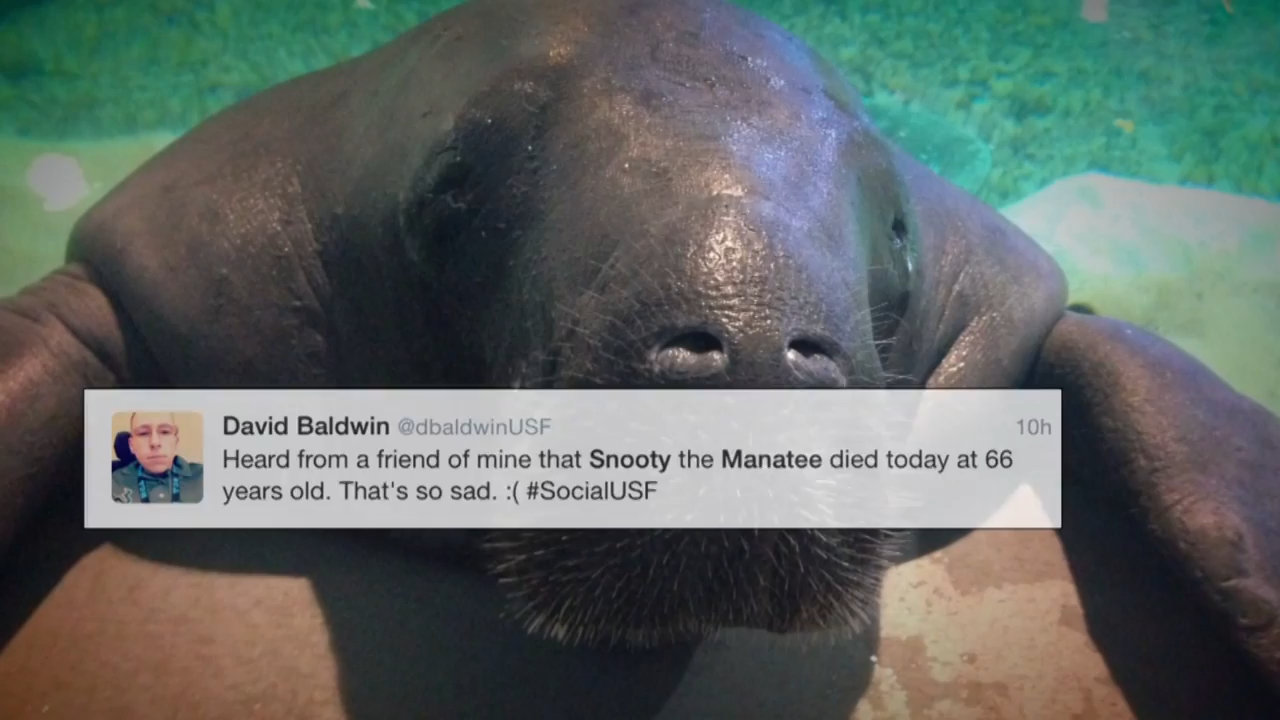 David Baldwin @dbaldwinUSF 10h
Heard from a friend of mine that Snooty the Manatee died today at 66
years old. That's so sad. :( #SocialUSF